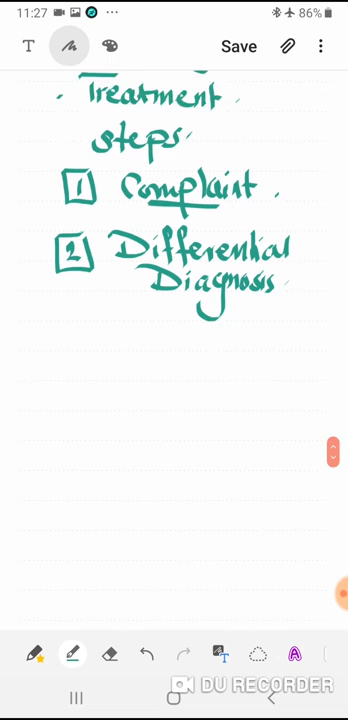 11:27 ... 86%
T Save
. Treatment .
steps.
1 Complaint .
2 Differential
Diagnosis .
T A
DU RECORDER